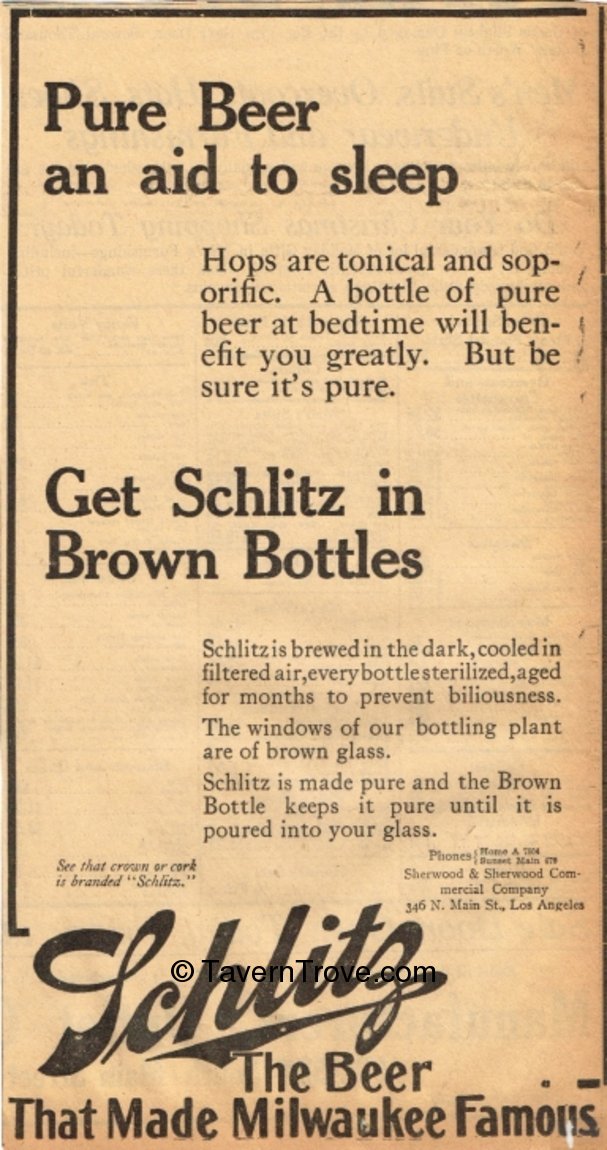 Pure Beer
an aid to sleep
Hops are tonical and sop-
orific. A bottle of pure
beer at bedtime will ben-
efit you greatly. But be
sure it's pure.
Get Schlitz in
Brown Bottles
Schlitz is brewed in the dark, cooled in
filtered air, every bottle sterilized, aged
for months to prevent biliousness.
The windows of our bottling plant
are of brown glass.
Schlitz is made pure and the Brown
Bottle keeps it pure until it is
poured into your glass.
See that crown or cork
is branded "Schlitz."
Phones { Home A
Sunset Main
Sherwood & Sherwood Com-
mercial Company
346 N. Main St., Los Angeles
Schlitz
© TavernTrove.com
The Beer
That Made Milwaukee Famous.